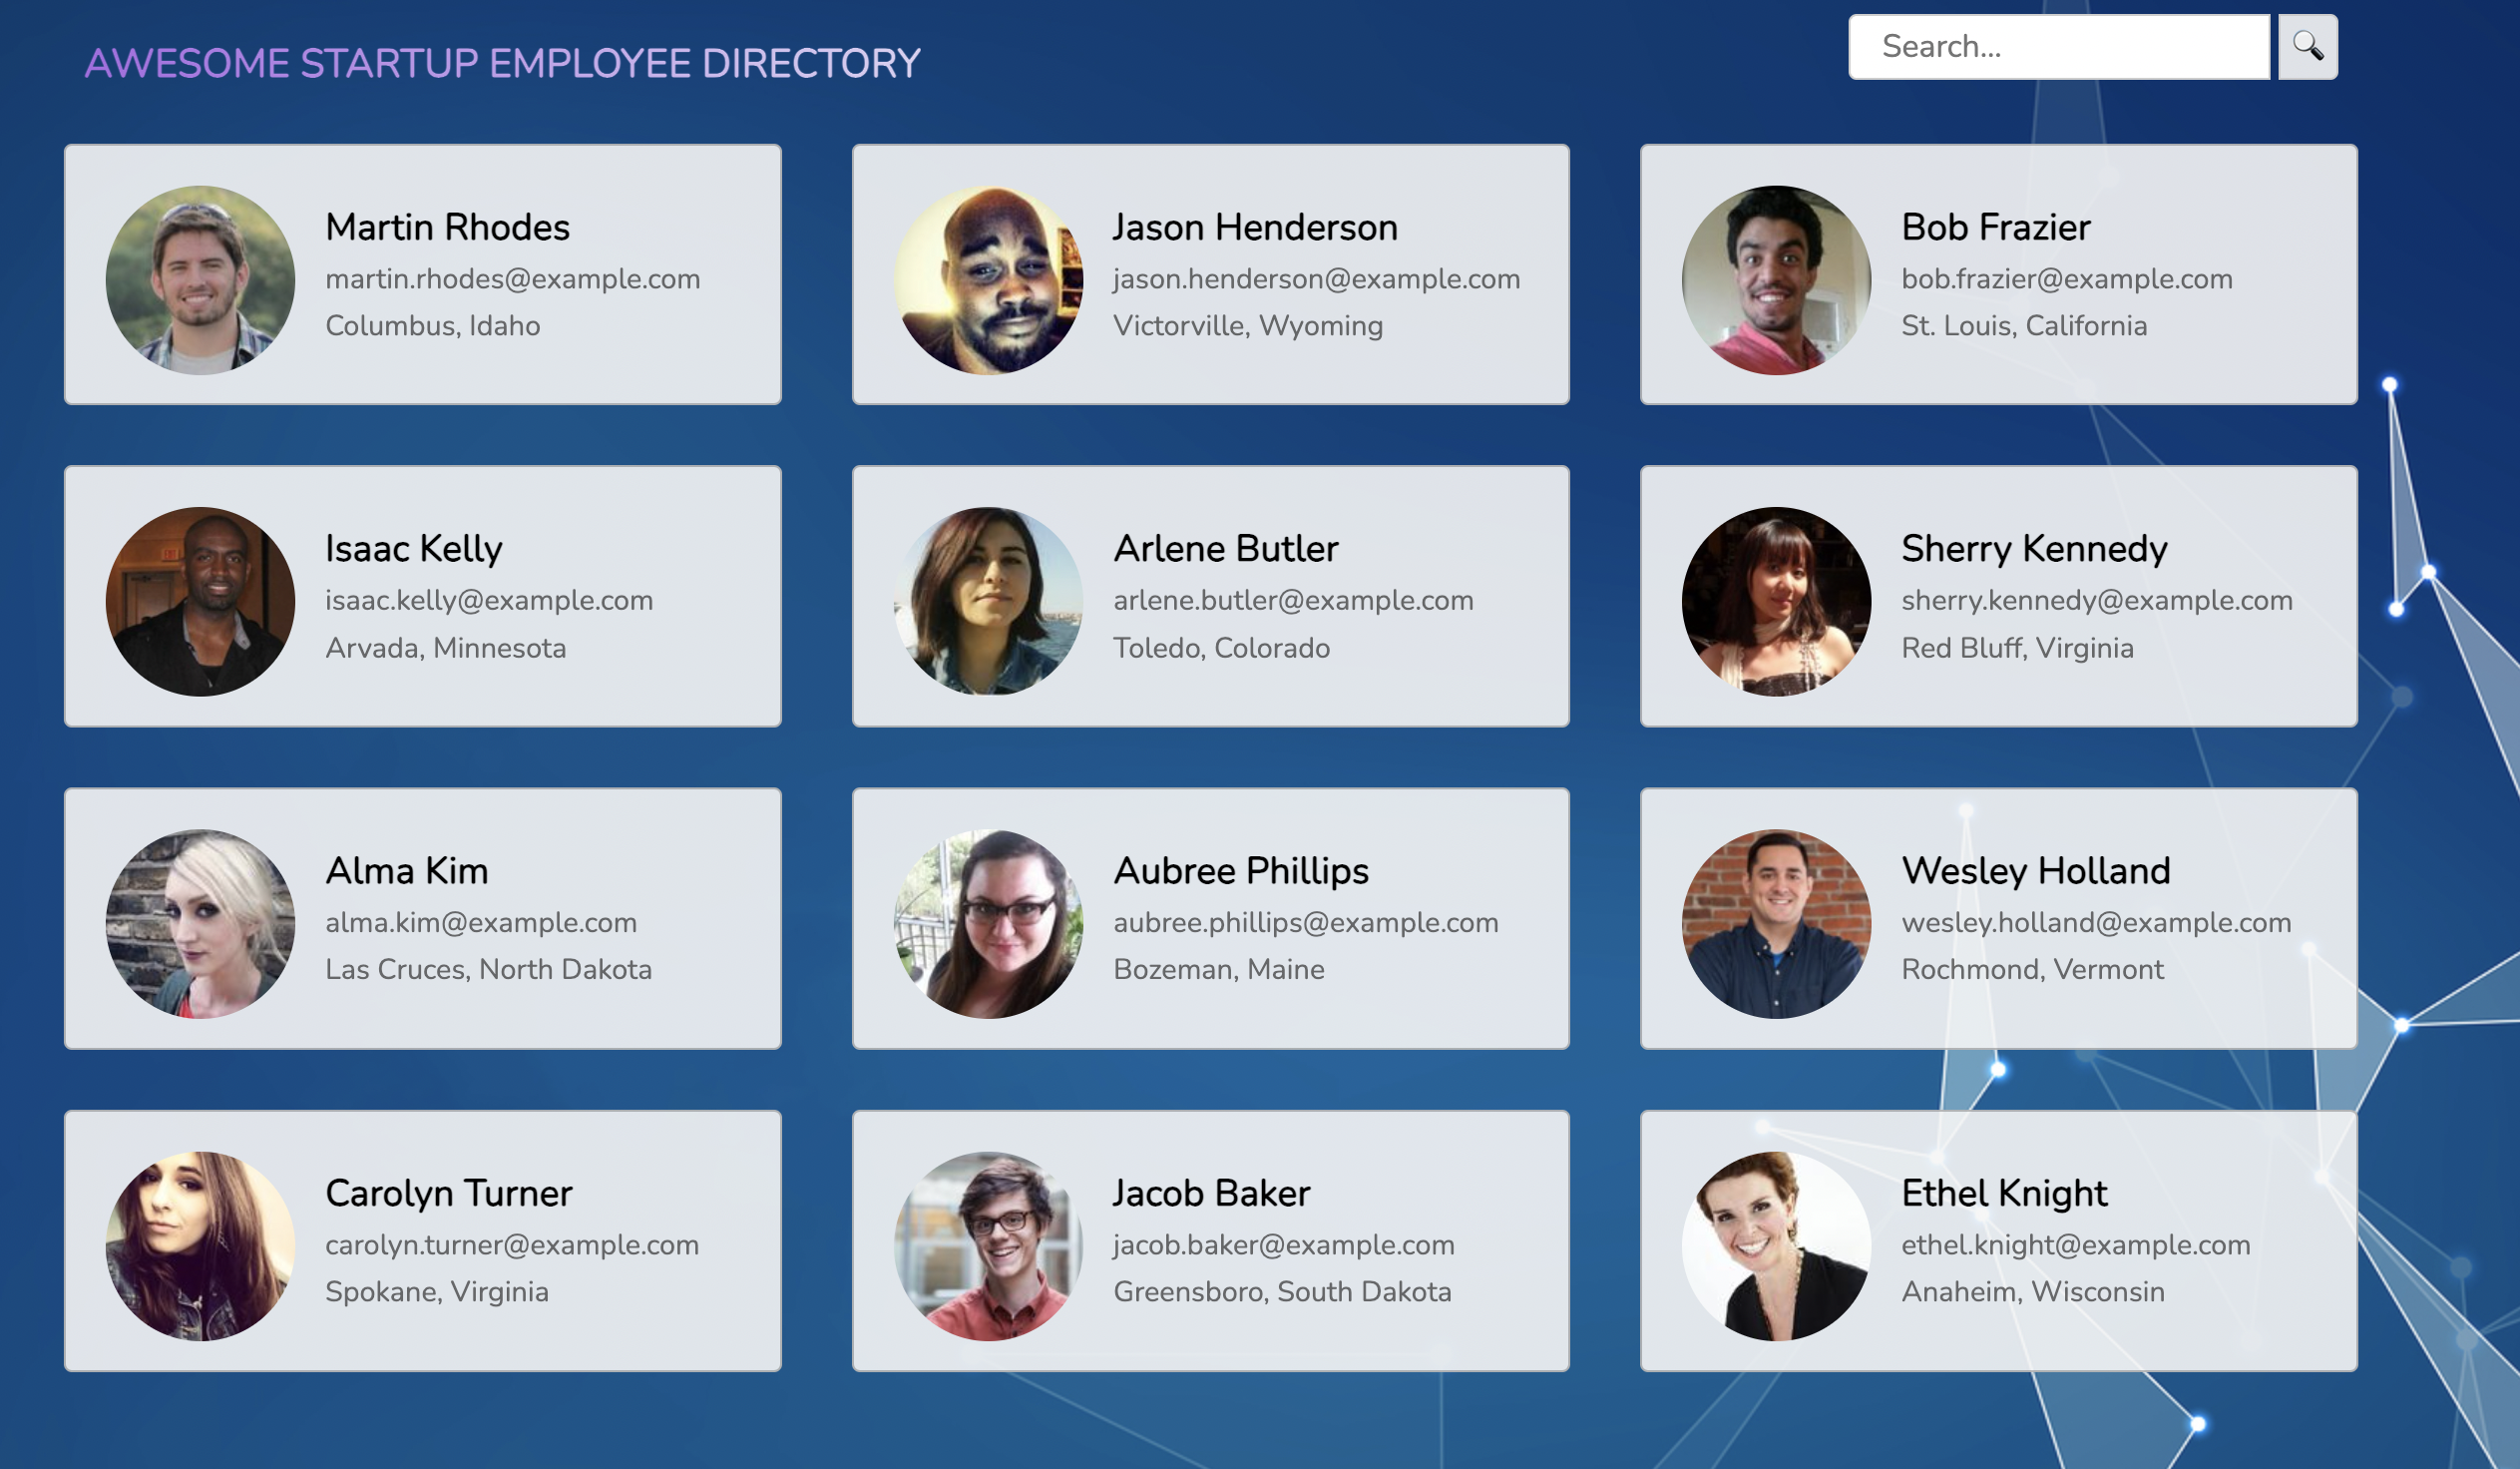 AWESOME STARTUP EMPLOYEE DIRECTORY
Search...
Martin Rhodes
martin.rhodes@example.com
Columbus, Idaho
Jason Henderson
jason.henderson@example.com
Victorville, Wyoming
Bob Frazier
bob.frazier@example.com
St. Louis, California
Isaac Kelly
isaac.kelly@example.com
Arvada, Minnesota
Arlene Butler
arlene.butler@example.com
Toledo, Colorado
Sherry Kennedy
sherry.kennedy@example.com
Red Bluff, Virginia
Alma Kim
alma.kim@example.com
Las Cruces, North Dakota
Aubree Phillips
aubree.phillips@example.com
Bozeman, Maine
Wesley Holland
wesley.holland@example.com
Rochmond, Vermont
Carolyn Turner
carolyn.turner@example.com
Spokane, Virginia
Jacob Baker
jacob.baker@example.com
Greensboro, South Dakota
Ethel Knight
ethel.knight@example.com
Anaheim, Wisconsin